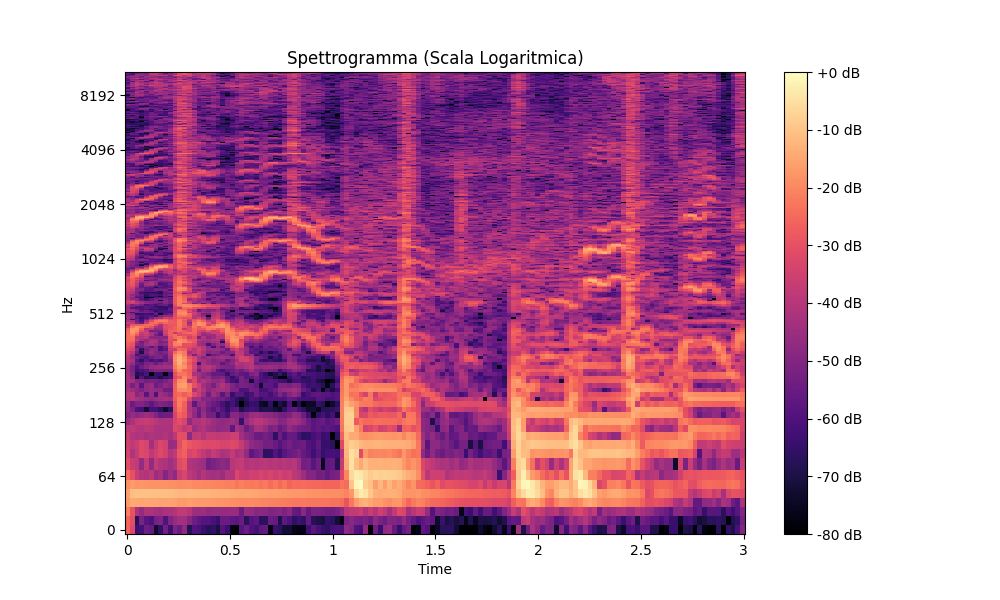 Spettrogramma (Scala Logaritmica)
Hz
8192
4096
2048
1024
512
256
128
64
0
0 0.5 1 1.5 2 2.5 3
Time
+0 dB
-10 dB
-20 dB
-30 dB
-40 dB
-50 dB
-60 dB
-70 dB
-80 dB